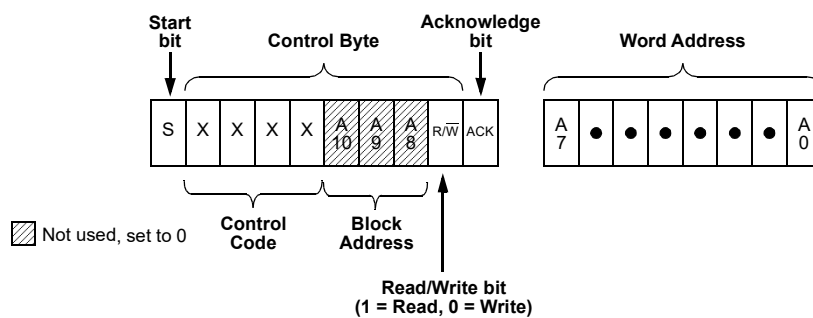 Start
bit
Control Byte
Acknowledge
bit
Word Address
S X X X X A
10 A
9 A
8 R/W̅ ACK
A
7 • • • • • • A
0
Control
Code
Block
Address
Not used, set to 0
Read/Write bit
(1 = Read, 0 = Write)